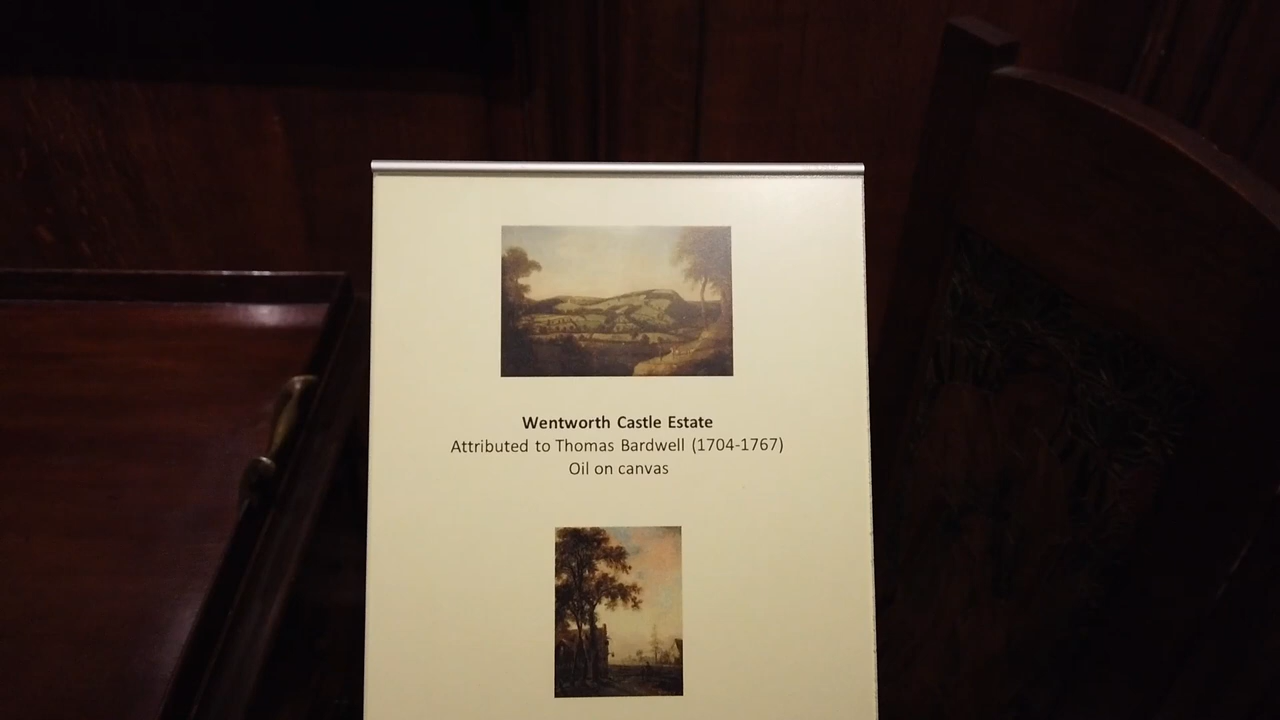 Wentworth Castle Estate
Attributed to Thomas Bardwell (1704-1767)
Oil on canvas